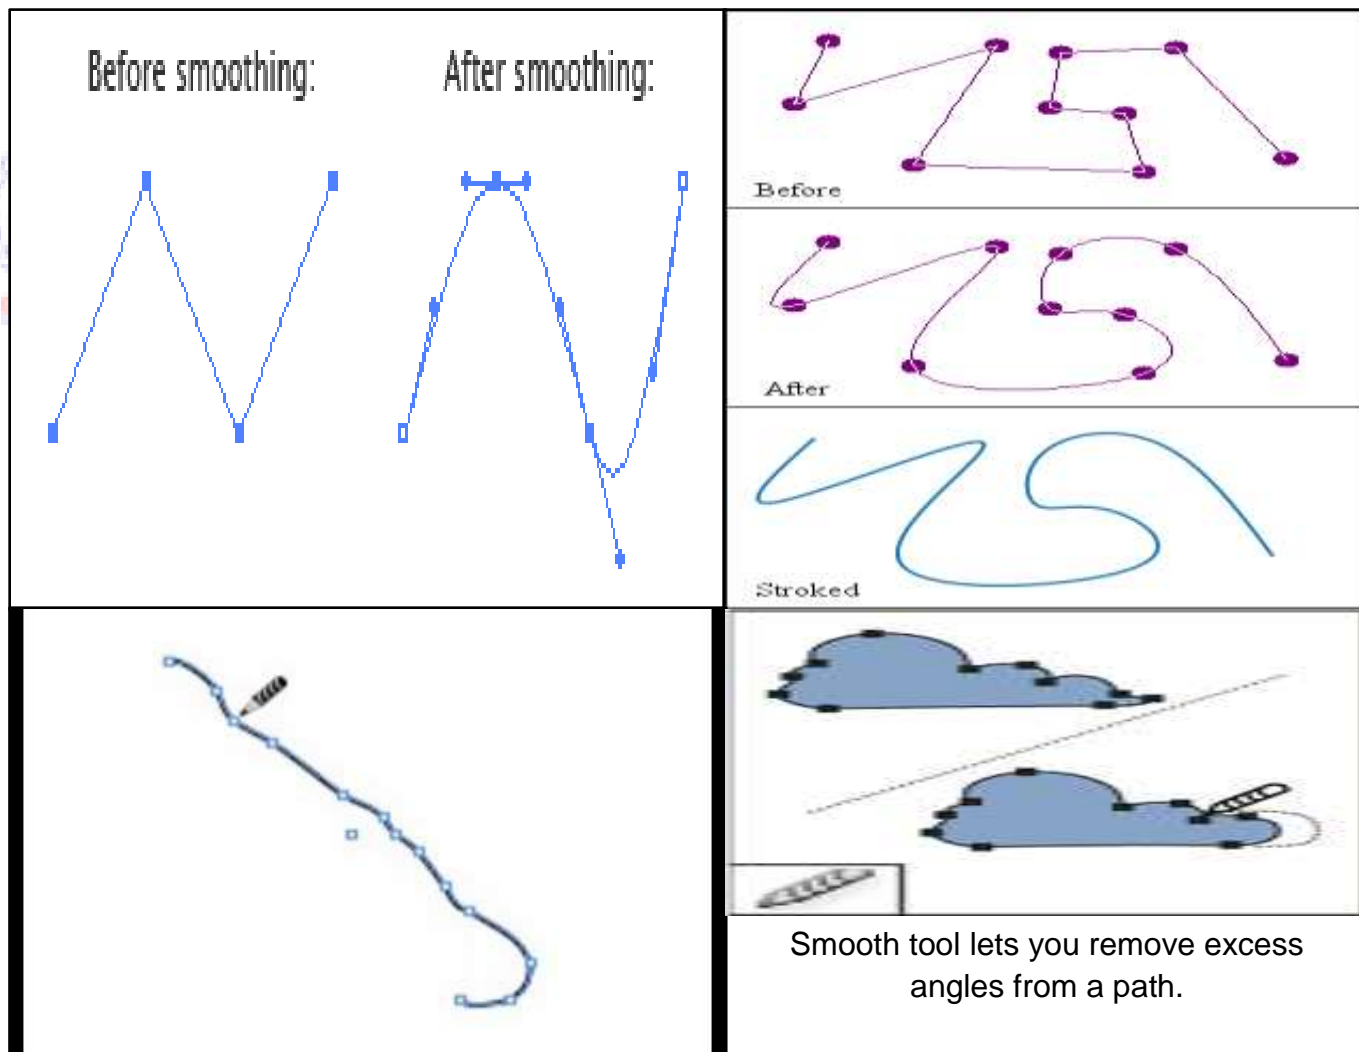 Before smoothing:
After smoothing:
Before
After
Stroked
Smooth tool lets you remove excess
angles from a path.